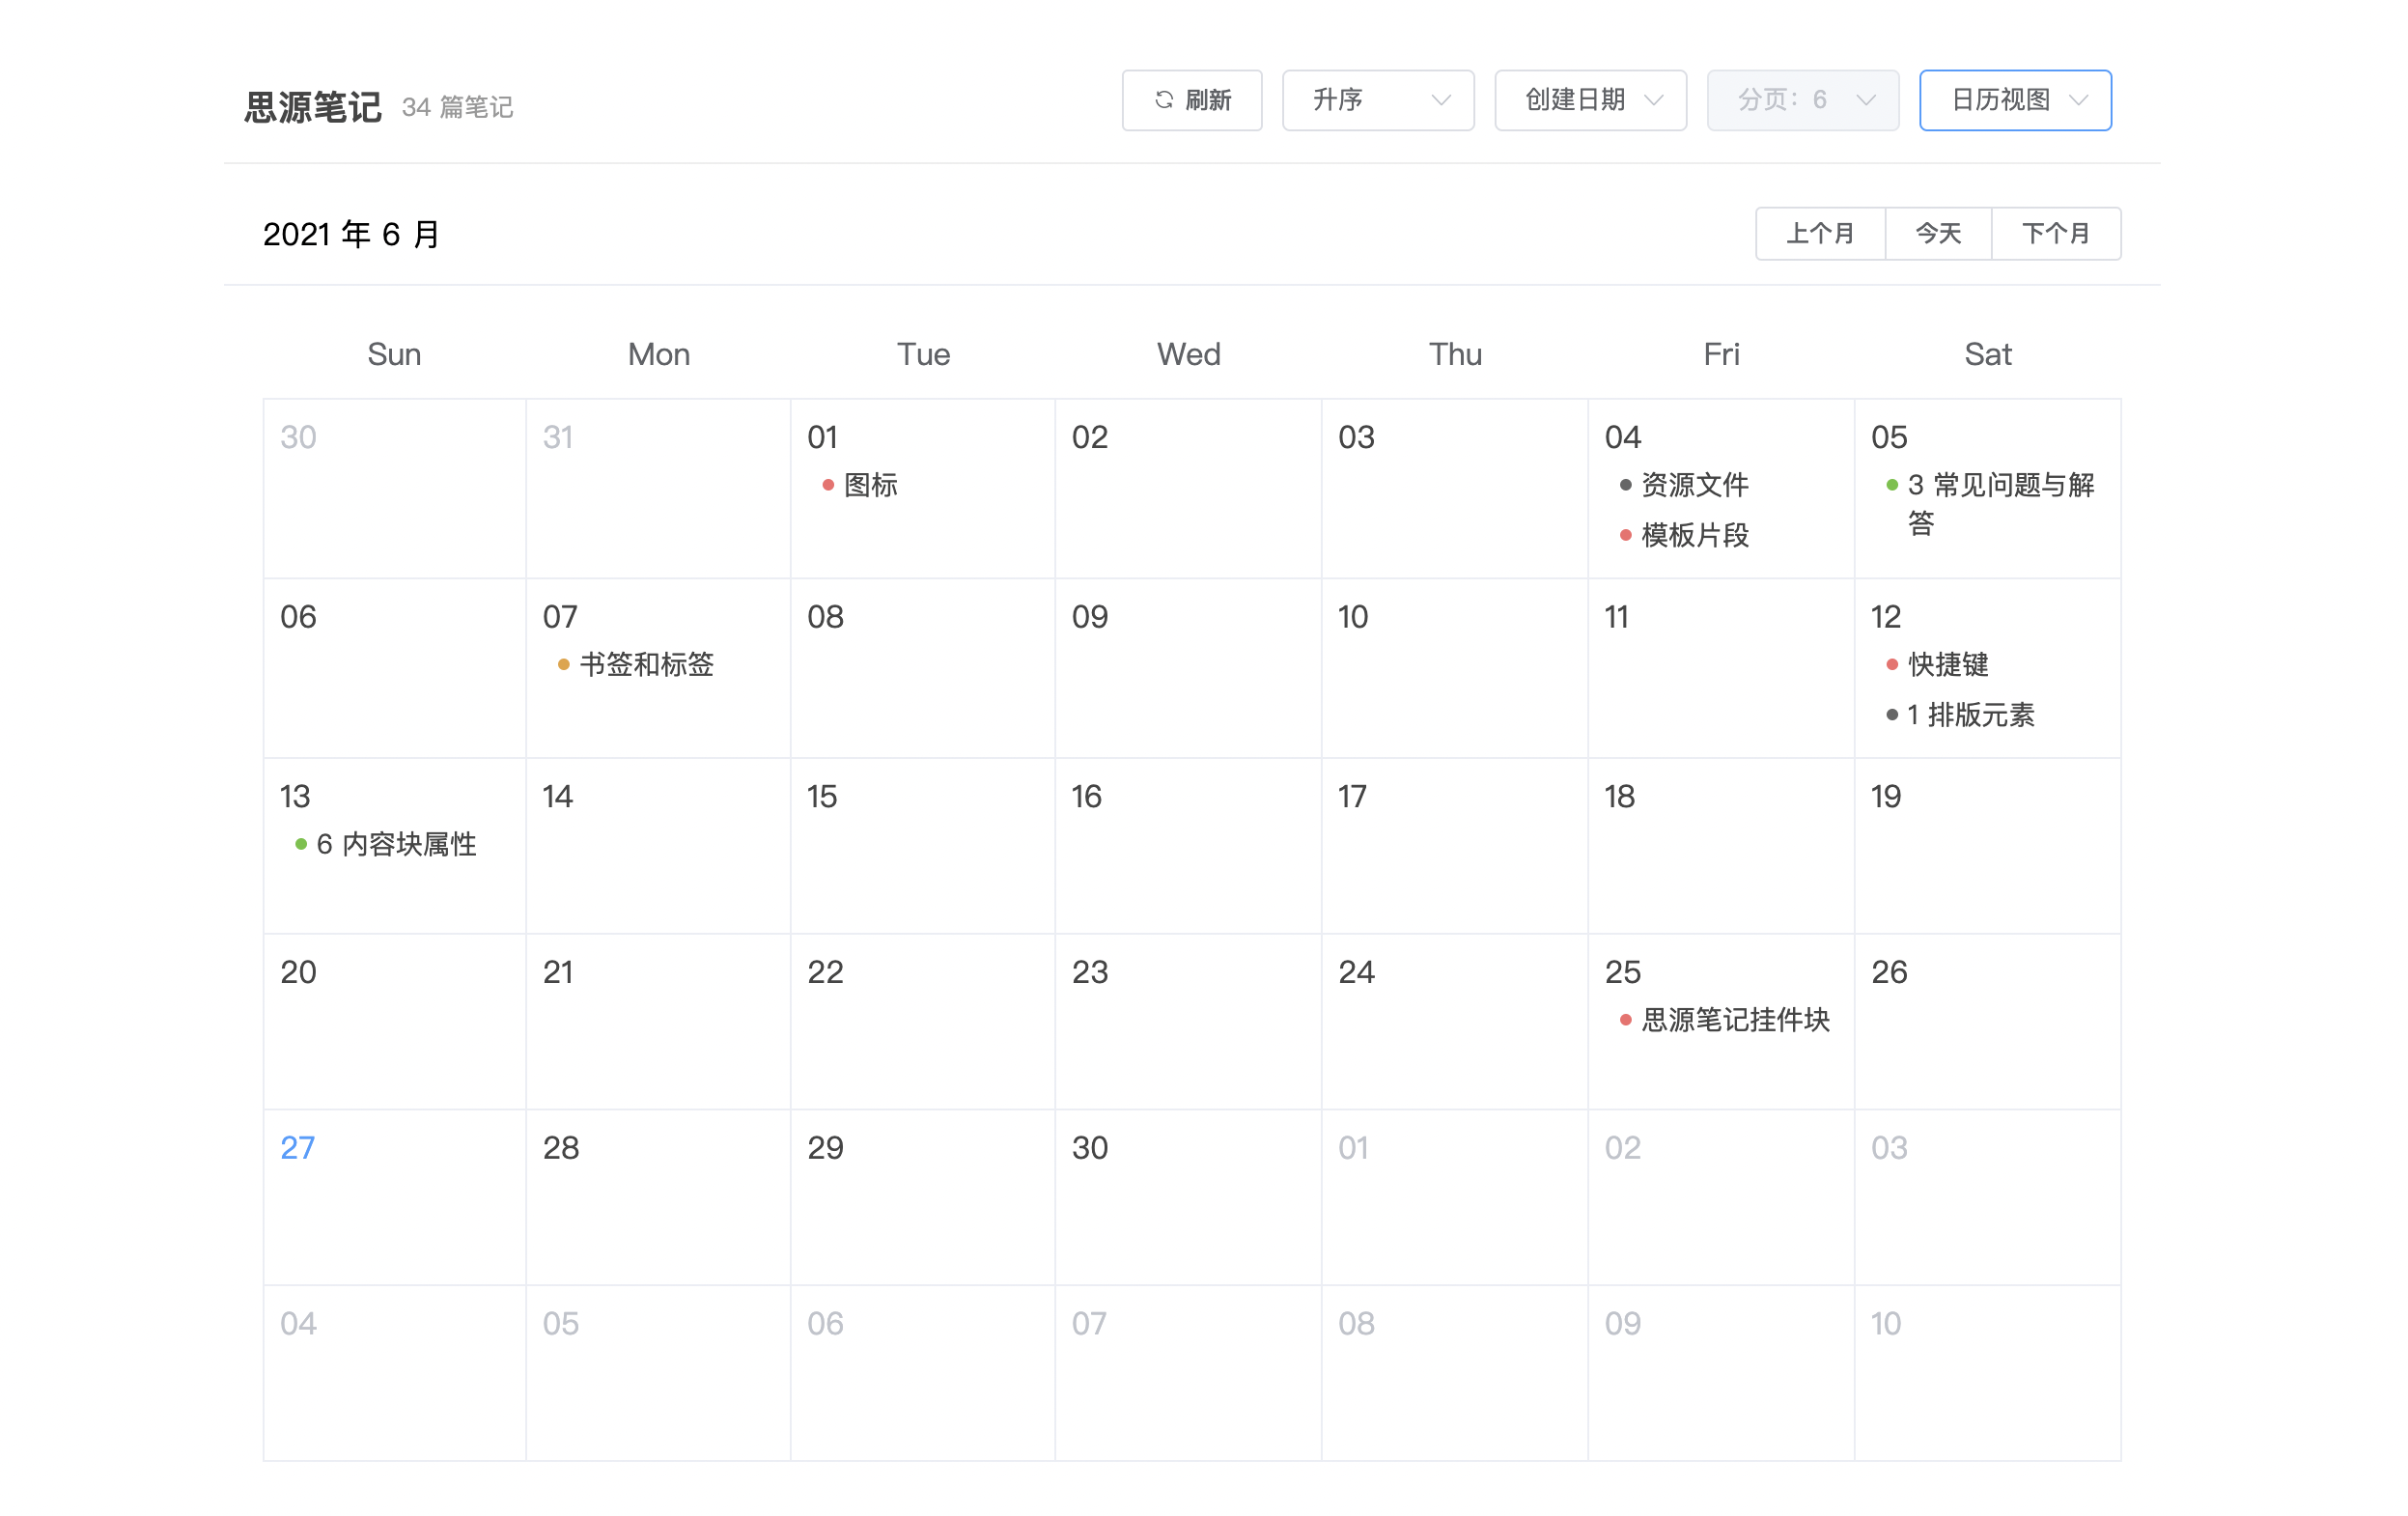 思源笔记 34 篇笔记 刷新 升序 创建日期 分页：6 日历视图
2021 年 6 月 上个月 今天 下个月
Sun Mon Tue Wed Thu Fri Sat
30 31 01 02 03 04 05
图标 资源文件 3 常见问题与解
答
模板片段
06 07 08 09 10 11 12
书签和标签 快捷键
1 排版元素
13 14 15 16 17 18 19
6 内容块属性
20 21 22 23 24 25 26
思源笔记挂件块
27 28 29 30 01 02 03
04 05 06 07 08 09 10